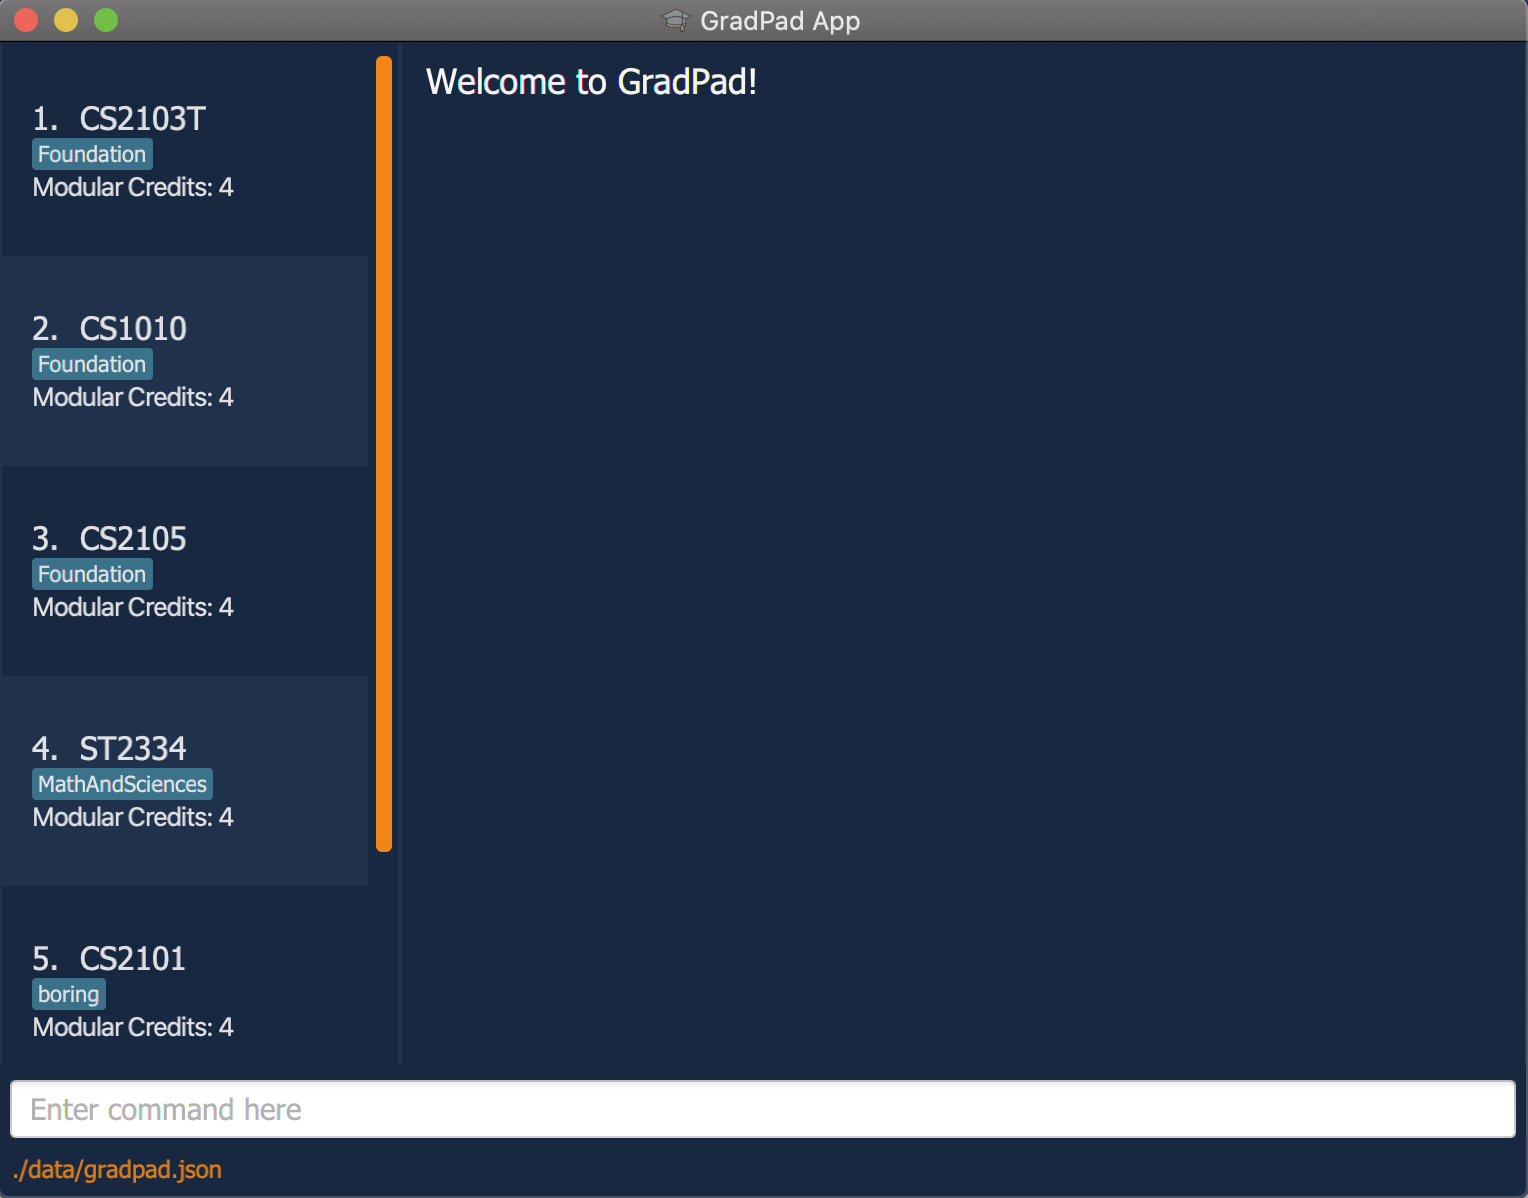 GradPad App
1. CS2103T
Foundation
Modular Credits: 4
2. CS1010
Foundation
Modular Credits: 4
3. CS2105
Foundation
Modular Credits: 4
4. ST2334
MathAndSciences
Modular Credits: 4
5. CS2101
boring
Modular Credits: 4
Welcome to GradPad!
Enter command here
./data/gradpad.json